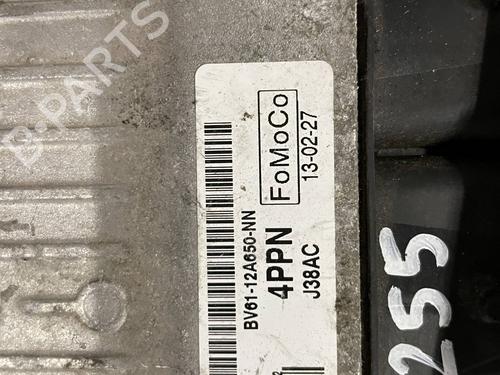 B-PARTS
FoMoCo
13-02-27
BV61-12A650-NN
4PPN
J38AC
255